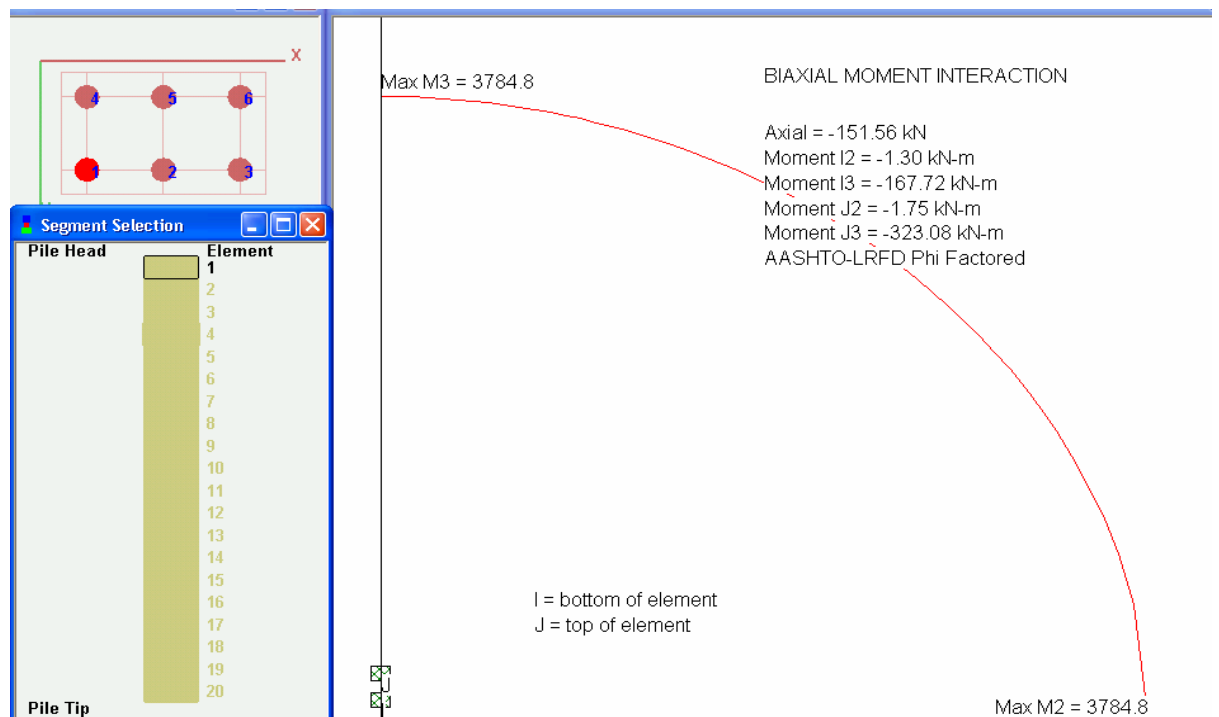 X
4
5
6
1
2
3
Segment Selection
Pile Head
Element
1
2
3
4
5
6
7
8
9
10
11
12
13
14
15
16
17
18
19
20
Pile Tip
Max M3 = 3784.8
BIAXIAL MOMENT INTERACTION
Axial = -151.56 kN
Moment I2 = -1.30 kN-m
Moment I3 = -167.72 kN-m
Moment J2 = -1.75 kN-m
Moment J3 = -323.08 kN-m
AASHTO-LRFD Phi Factored
I = bottom of element
J = top of element
J
Max M2 = 3784.8